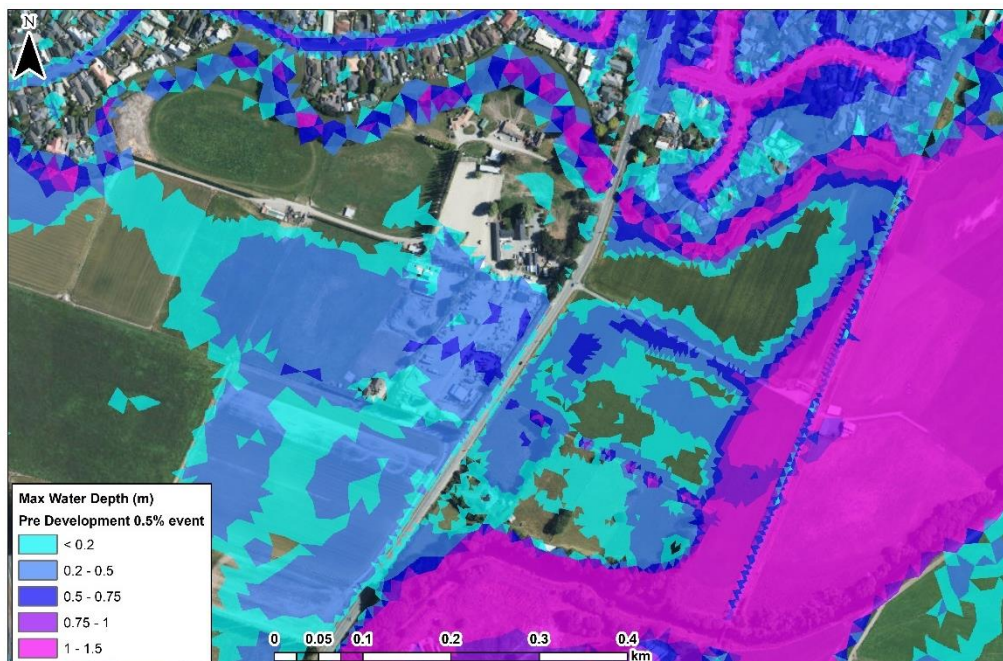 N
Max Water Depth (m)
Pre Development 0.5% event
< 0.2
0.2 - 0.5
0.5 - 0.75
0.75 - 1
1 - 1.5
0 0.05 0.1 0.2 0.3 0.4
km